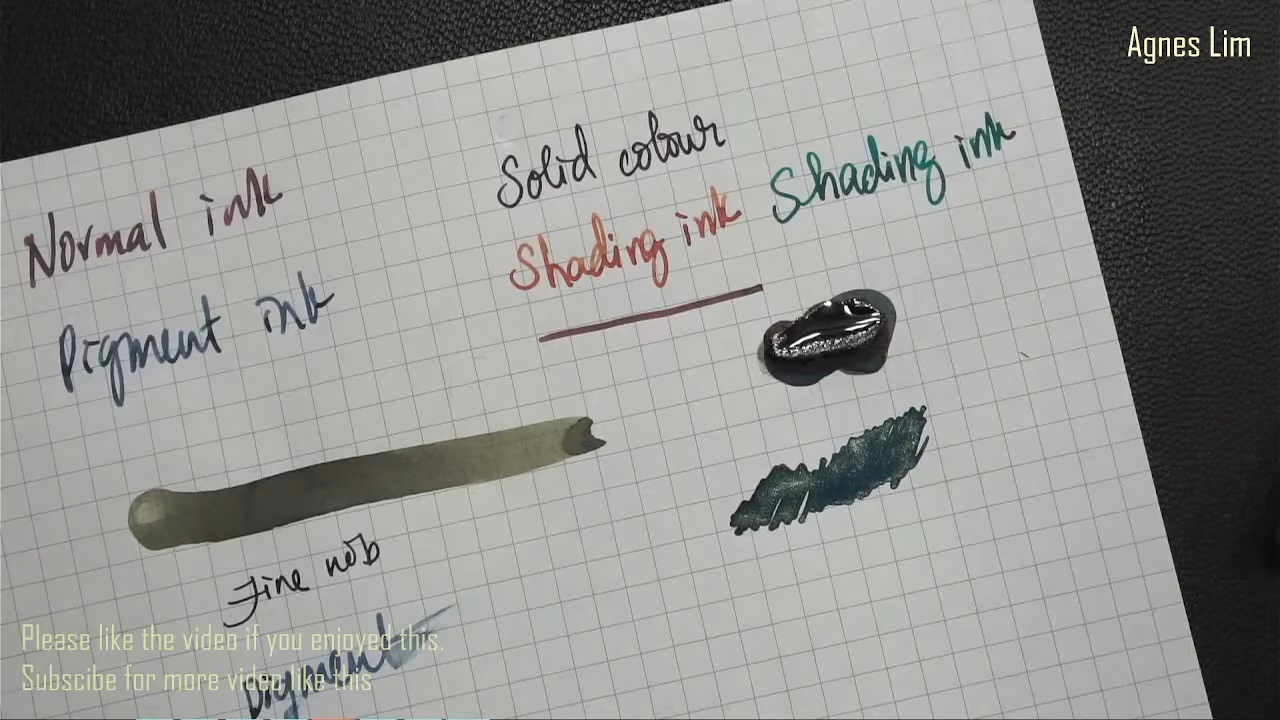 Agnes Lim
Normal ink
Pigment ink
Solid colour
Shading ink
Shading ink
Fine nib
Please like the video if you enjoyed this.
Subscibe for more video like this
Pigment